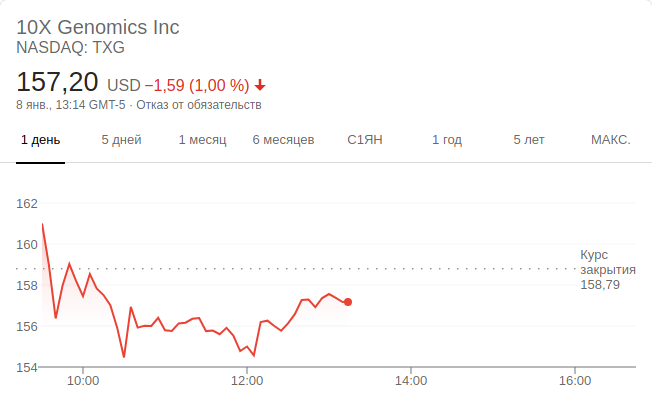 10X Genomics Inc
NASDAQ: TXG
157,20 USD −1,59 (1,00 %)
8 янв., 13:14 GMT-5 · Отказ от обязательств
1 день 5 дней 1 месяц 6 месяцев С1ЯН 1 год 5 лет МАКС.
162
160
Курс
закрытия
158,79
158
156
154
10:00 12:00 14:00 16:00